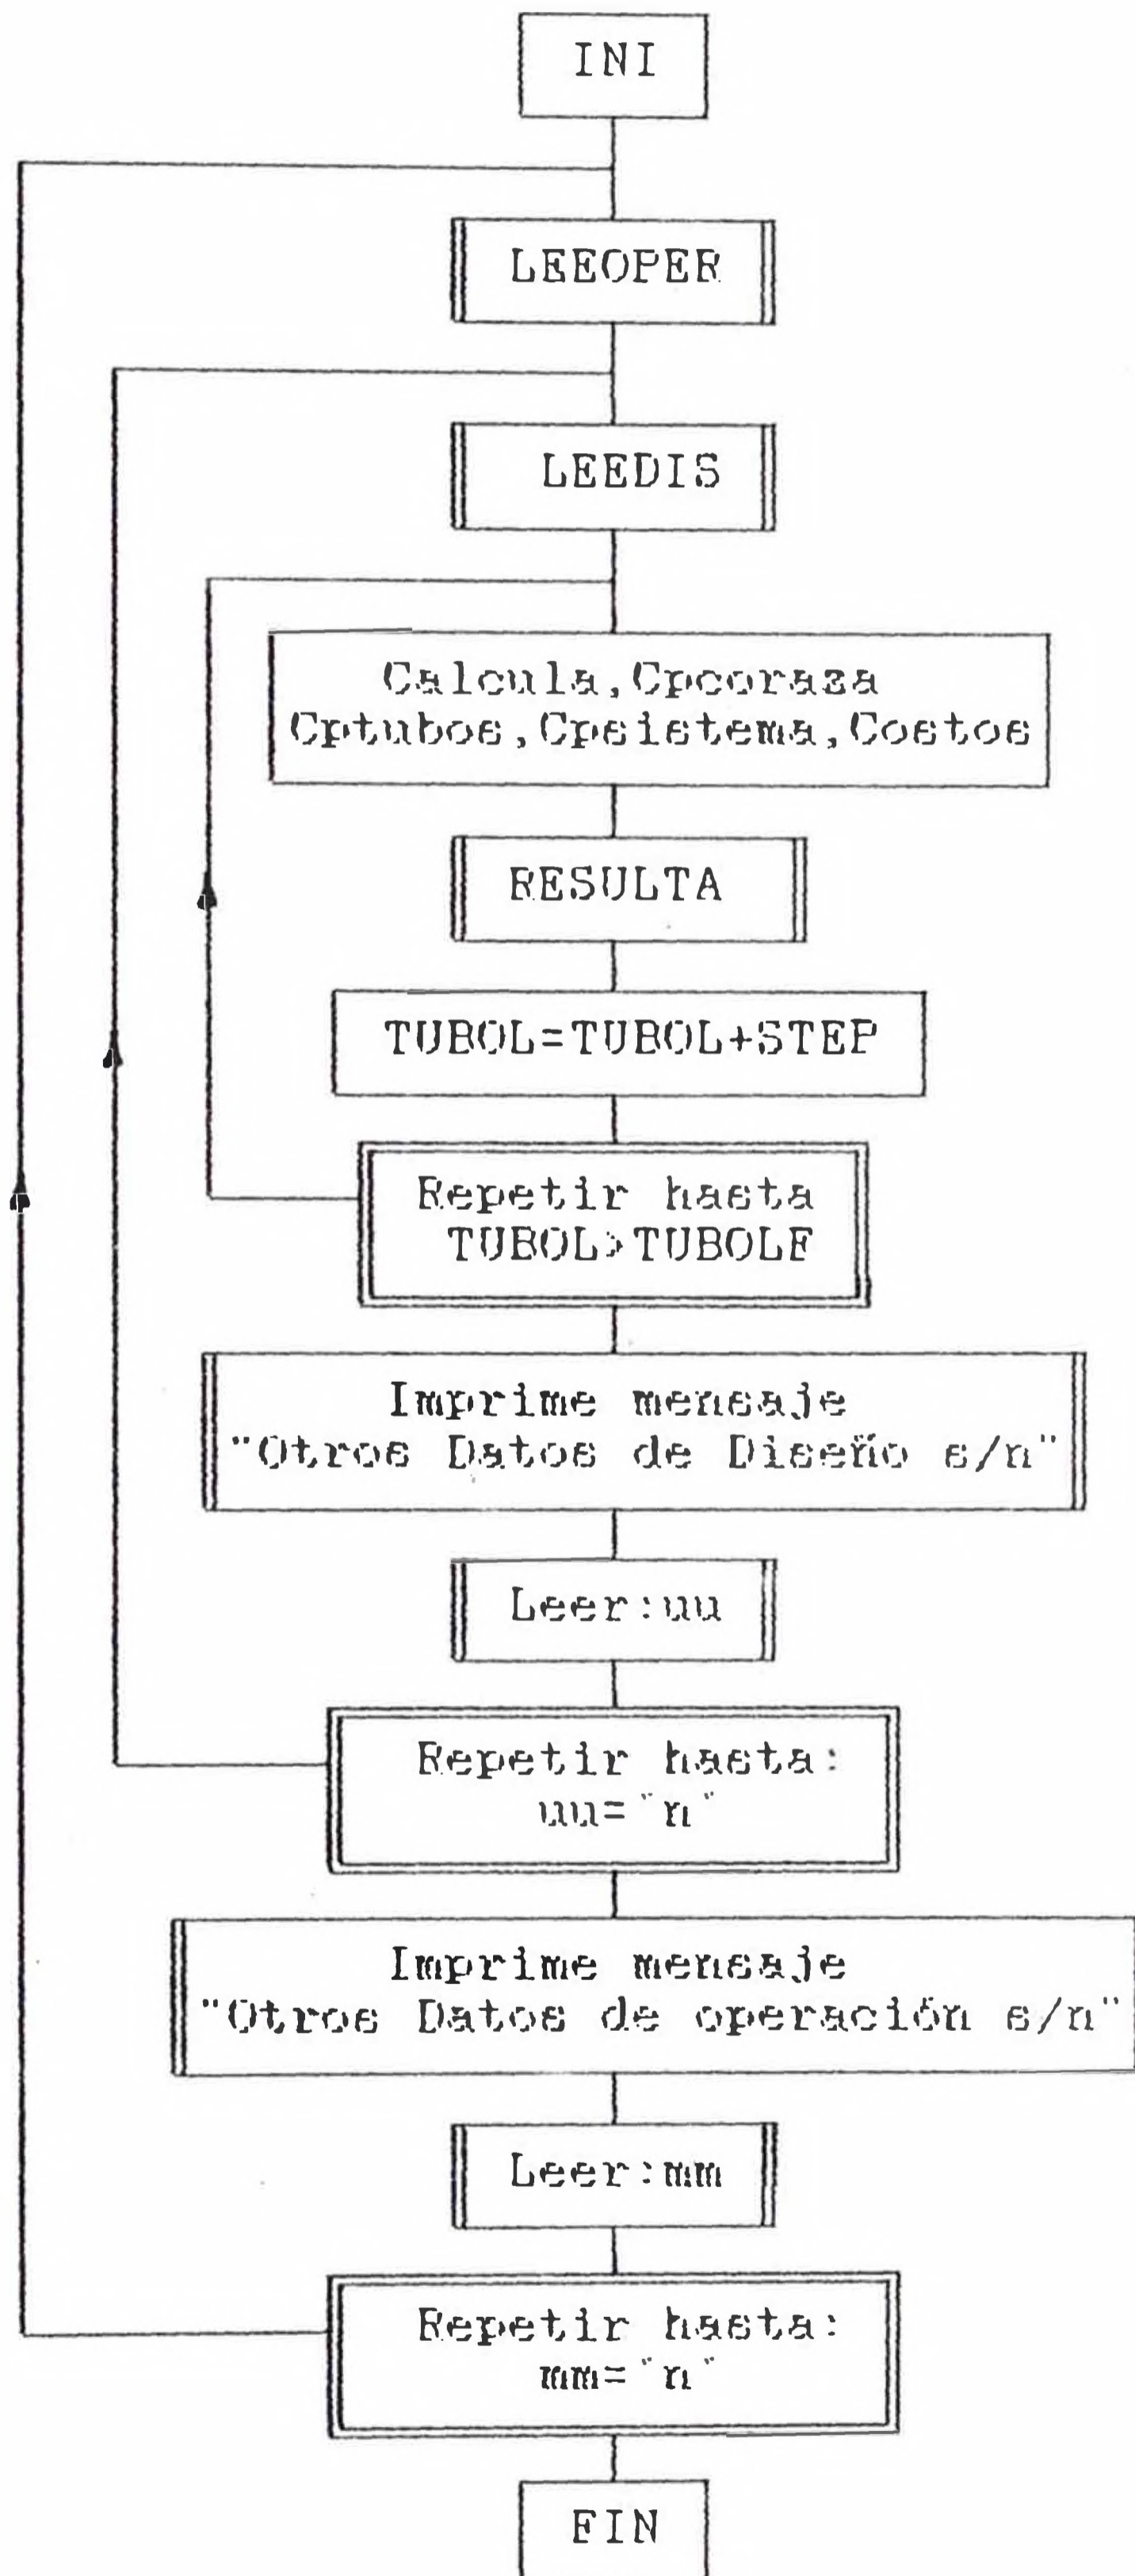 INI
LEEOPER
LEEDIS
Calcula,Cpcoraza
Cptubos,Cpsistema,Costos
RESULTA
TUBOL=TUBOL+STEP
Repetir hasta
TUBOL>TUBOLF
Imprime mensaje
"Otros Datos de Diseño s/n"
Leer:uu
Repetir hasta:
uu="n"
Imprime mensaje
"Otros Datos de operación s/n"
Leer:mm
Repetir hasta:
mm="n"
FIN